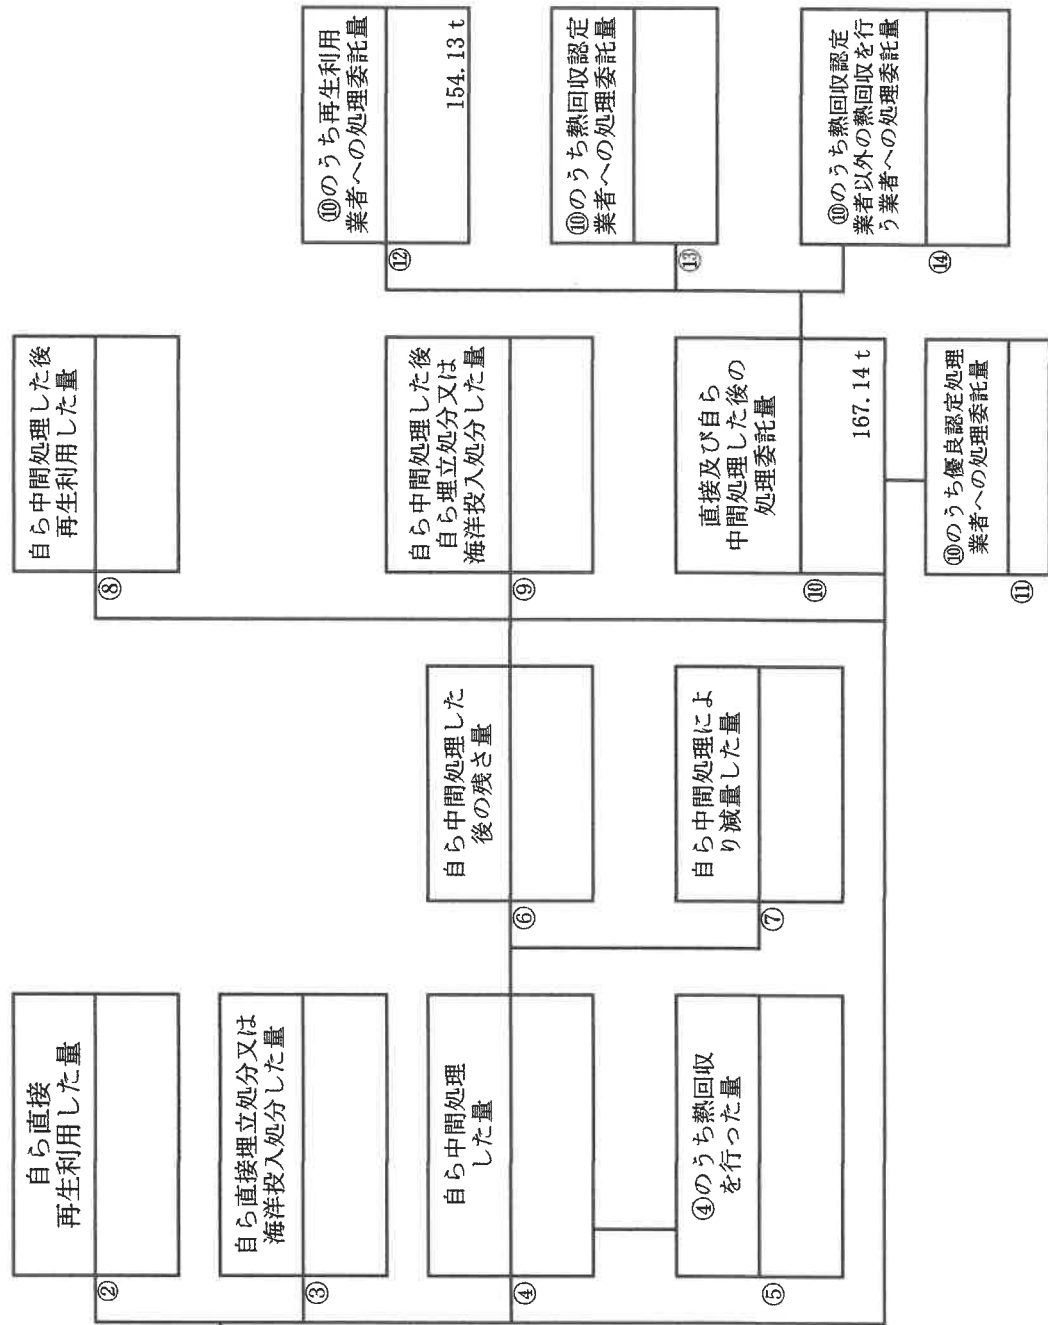 ②
自ら直接
再生利用した量
③
自ら直接埋立処分又は
海洋投入処分した量
④
自ら中間処理
した量
⑤
④のうち熱回収
を行った量
⑥
自ら中間処理した
後の残さ量
⑦
自ら中間処理によ
り減量した量
⑧
自ら中間処理した後
再生利用した量
⑨
自ら中間処理した後
自ら埋立処分又は
海洋投入処分した量
⑩
直接及び自ら
中間処理した後の
処理委託量
167.14 t
⑪
⑩のうち優良認定処理
業者への処理委託量
⑫
⑩のうち再生利用
業者への処理委託量
154.13 t
⑬
⑩のうち熱回収認定
業者への処理委託量
⑭
⑩のうち熱回収認定
業者以外の熱回収を行
う業者への処理委託量